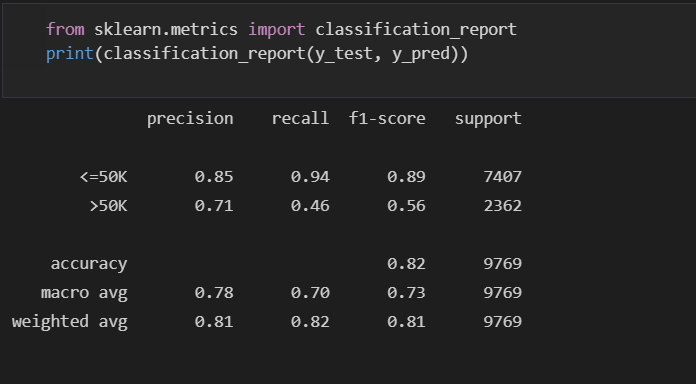 from sklearn.metrics import classification_report
print(classification_report(y_test, y_pred))
precision recall f1-score support
<=50K 0.85 0.94 0.89 7407
>50K 0.71 0.46 0.56 2362
accuracy 0.82 9769
macro avg 0.78 0.70 0.73 9769
weighted avg 0.81 0.82 0.81 9769